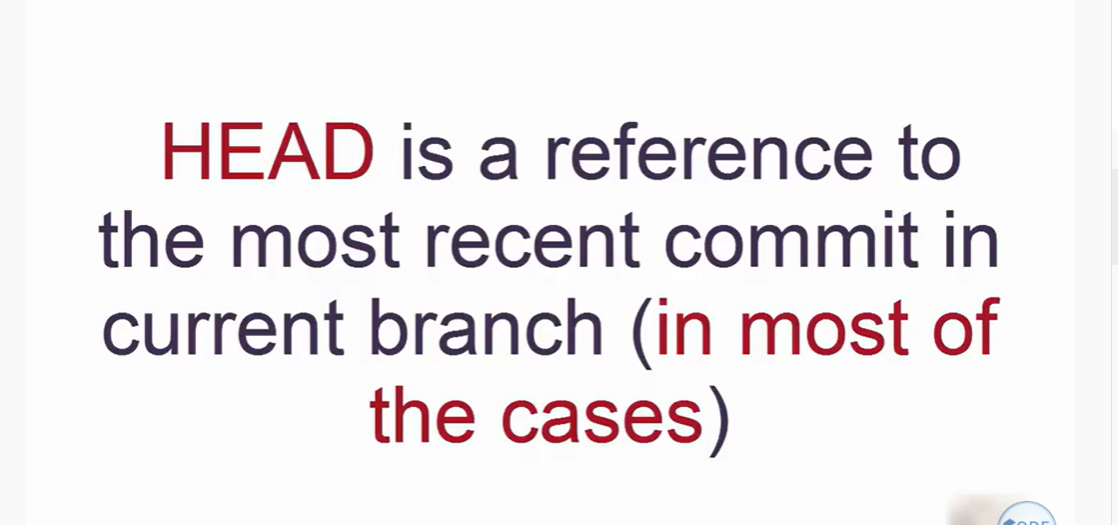 HEAD is a reference to
the most recent commit in
current branch (in most of
the cases)